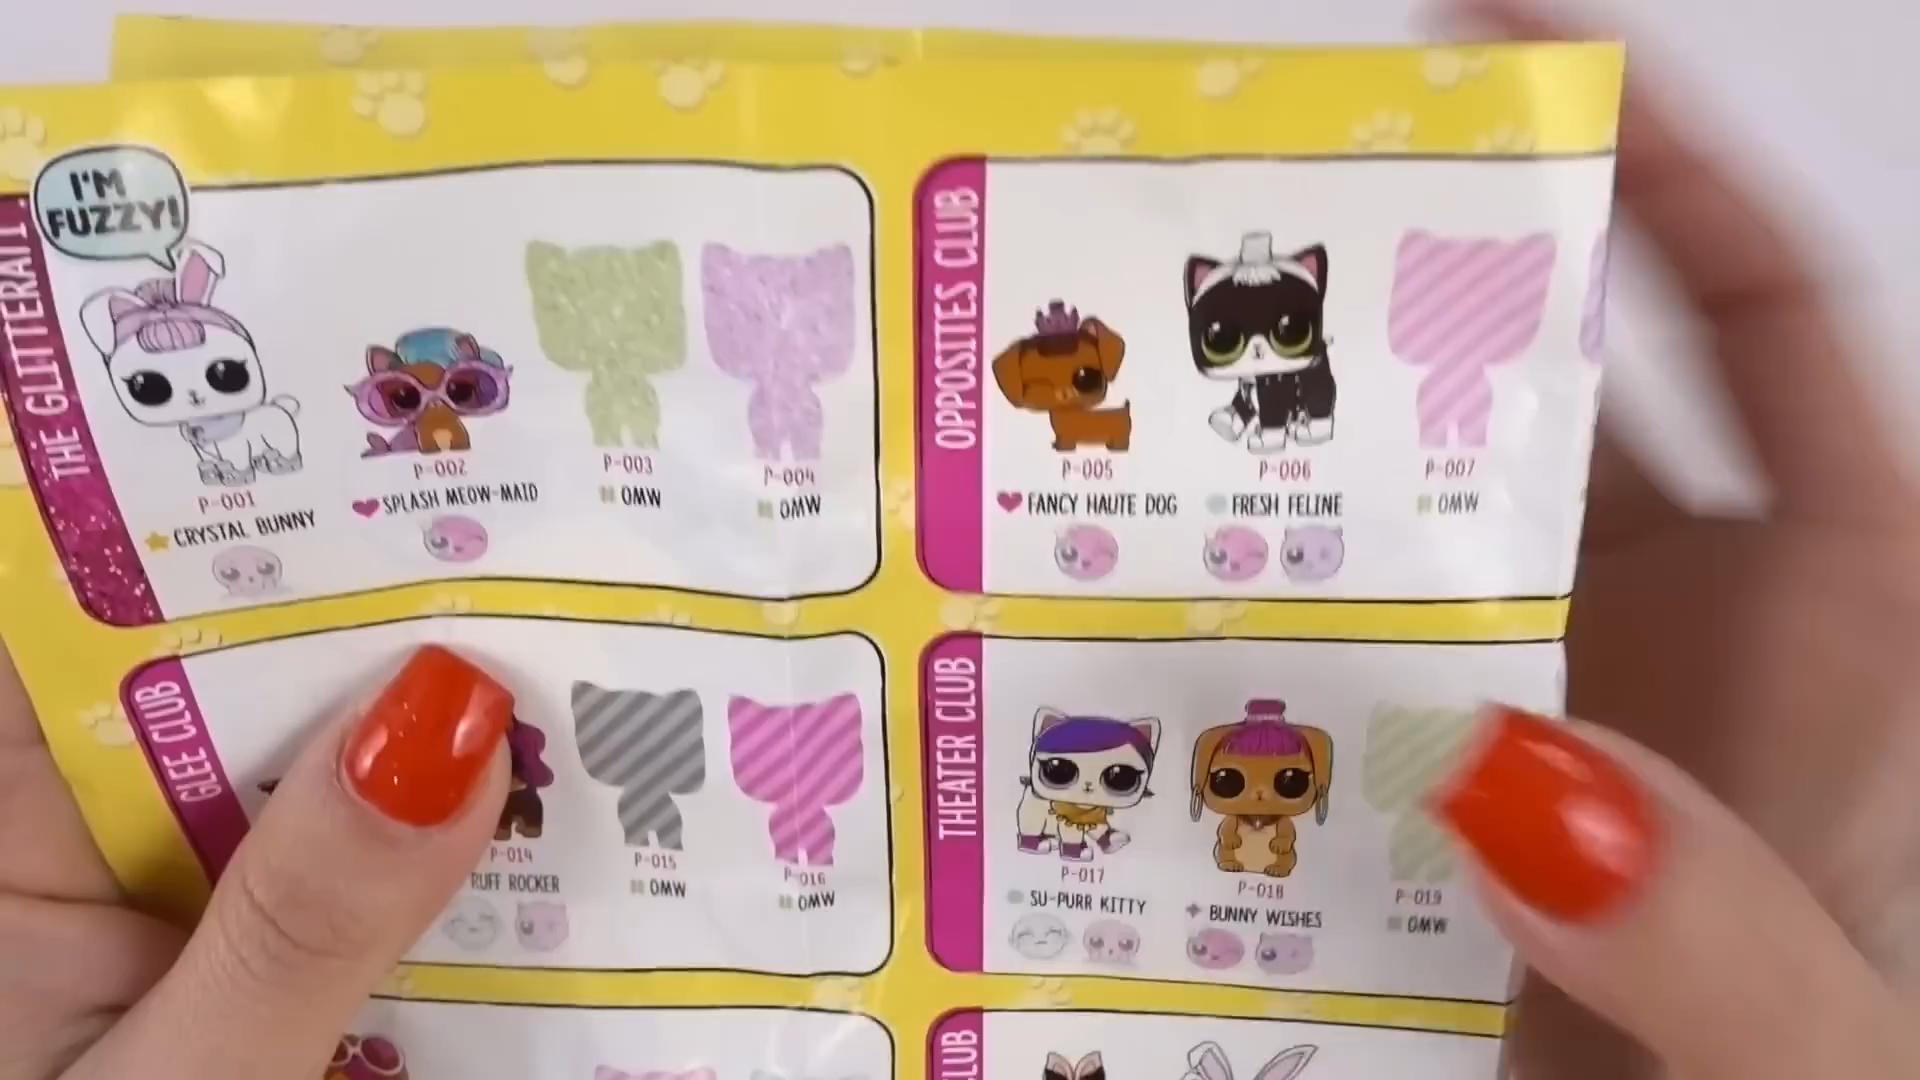 I'M
FUZZY!
THE GLITTERATI
P-001
CRYSTAL BUNNY
P-002
SPLASH MEOW-MAID
P-003
OMW
P-004
OMW
OPPOSITES CLUB
P-005
FANCY HAUTE DOG
P-006
FRESH FELINE
P-007
OMW
GLEE CLUB
P-014
RUFF ROCKER
P-015
OMW
P-016
OMW
THEATER CLUB
P-017
SU-PURR KITTY
P-018
BUNNY WISHES
P-019
OMW
CLUB